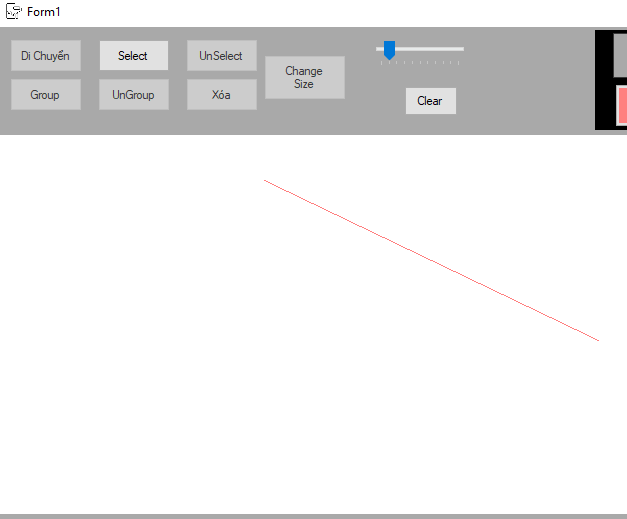 Form1
Di Chuyển
Select
UnSelect
Change
Size
Group
UnGroup
Xóa
Clear